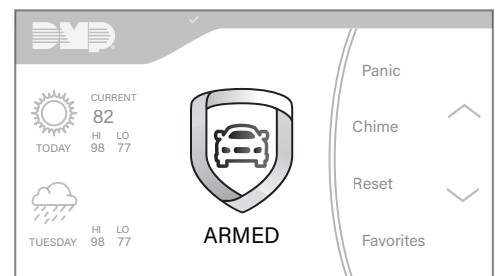 DMP
CURRENT
82
HI LO
TODAY 98 77
HI LO
TUESDAY 98 77
ARMED
Panic
Chime
Reset
Favorites